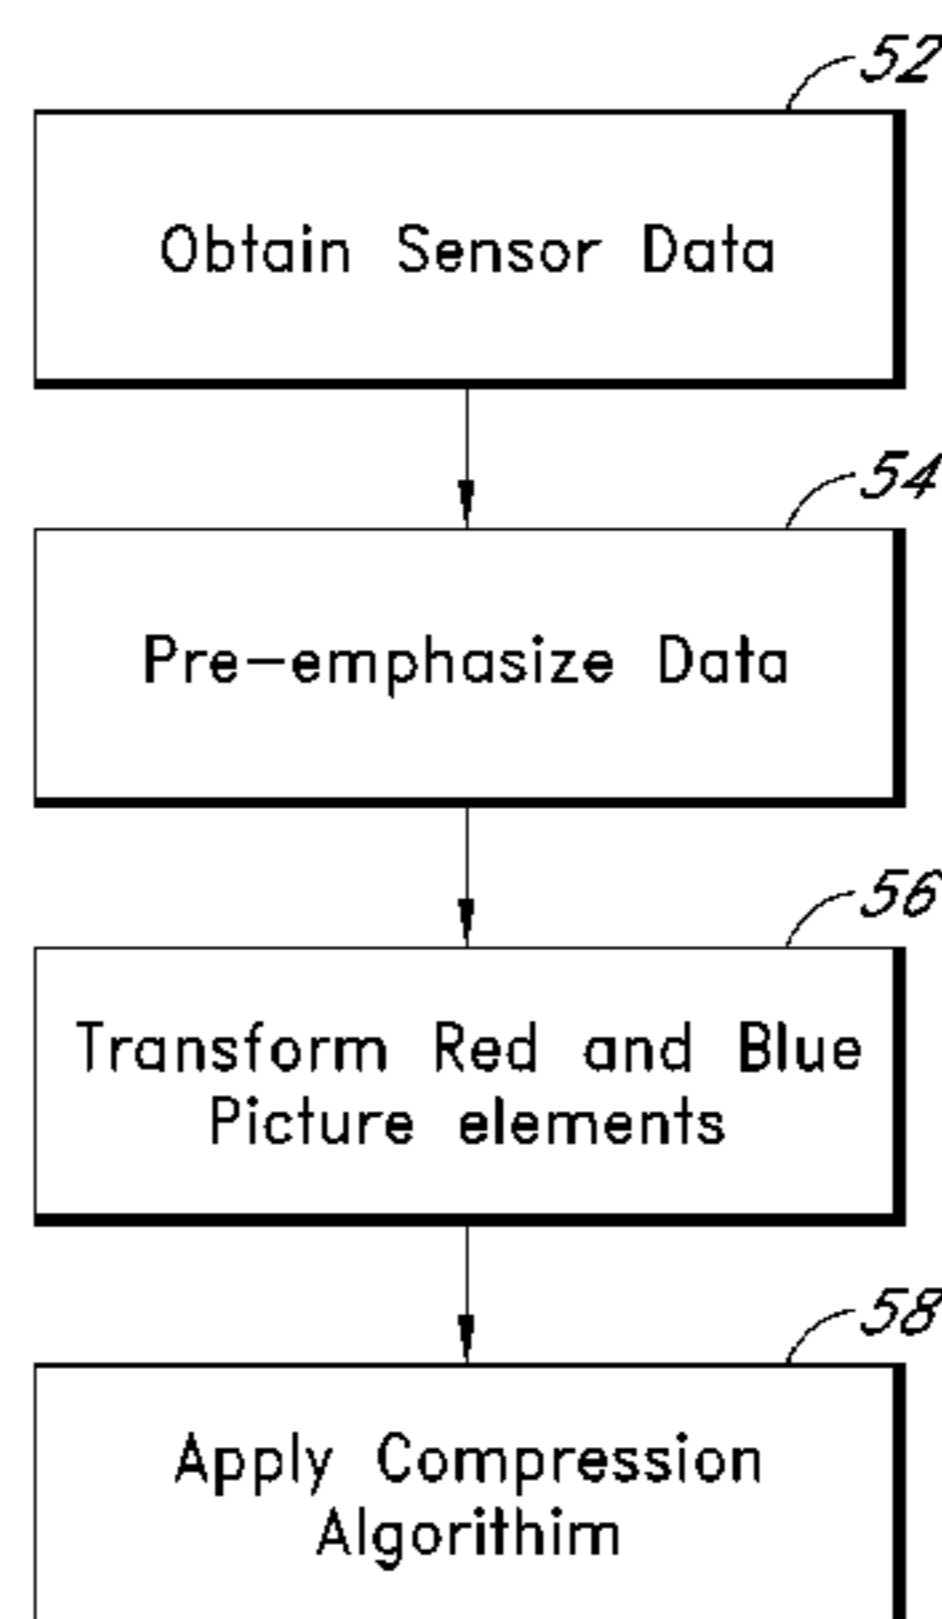 52
Obtain Sensor Data
54
Pre-emphasize Data
56
Transform Red and Blue
Picture elements
58
Apply Compression
Algorithim